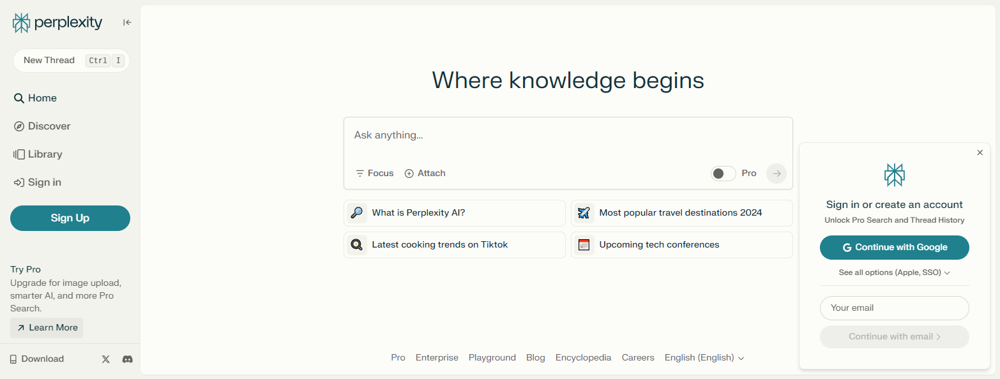 perplexity
New Thread Ctrl I
Home
Discover
Library
Sign in
Sign Up
Try Pro
Upgrade for image upload,
smarter AI, and more Pro
Search.
Learn More
Download
Where knowledge begins
Ask anything...
Focus Attach Pro
What is Perplexity AI?
Most popular travel destinations 2024
Latest cooking trends on Tiktok
Upcoming tech conferences
Pro Enterprise Playground Blog Encyclopedia Careers English (English)
Sign in or create an account
Unlock Pro Search and Thread History
Continue with Google
See all options (Apple, SSO)
Your email
Continue with email